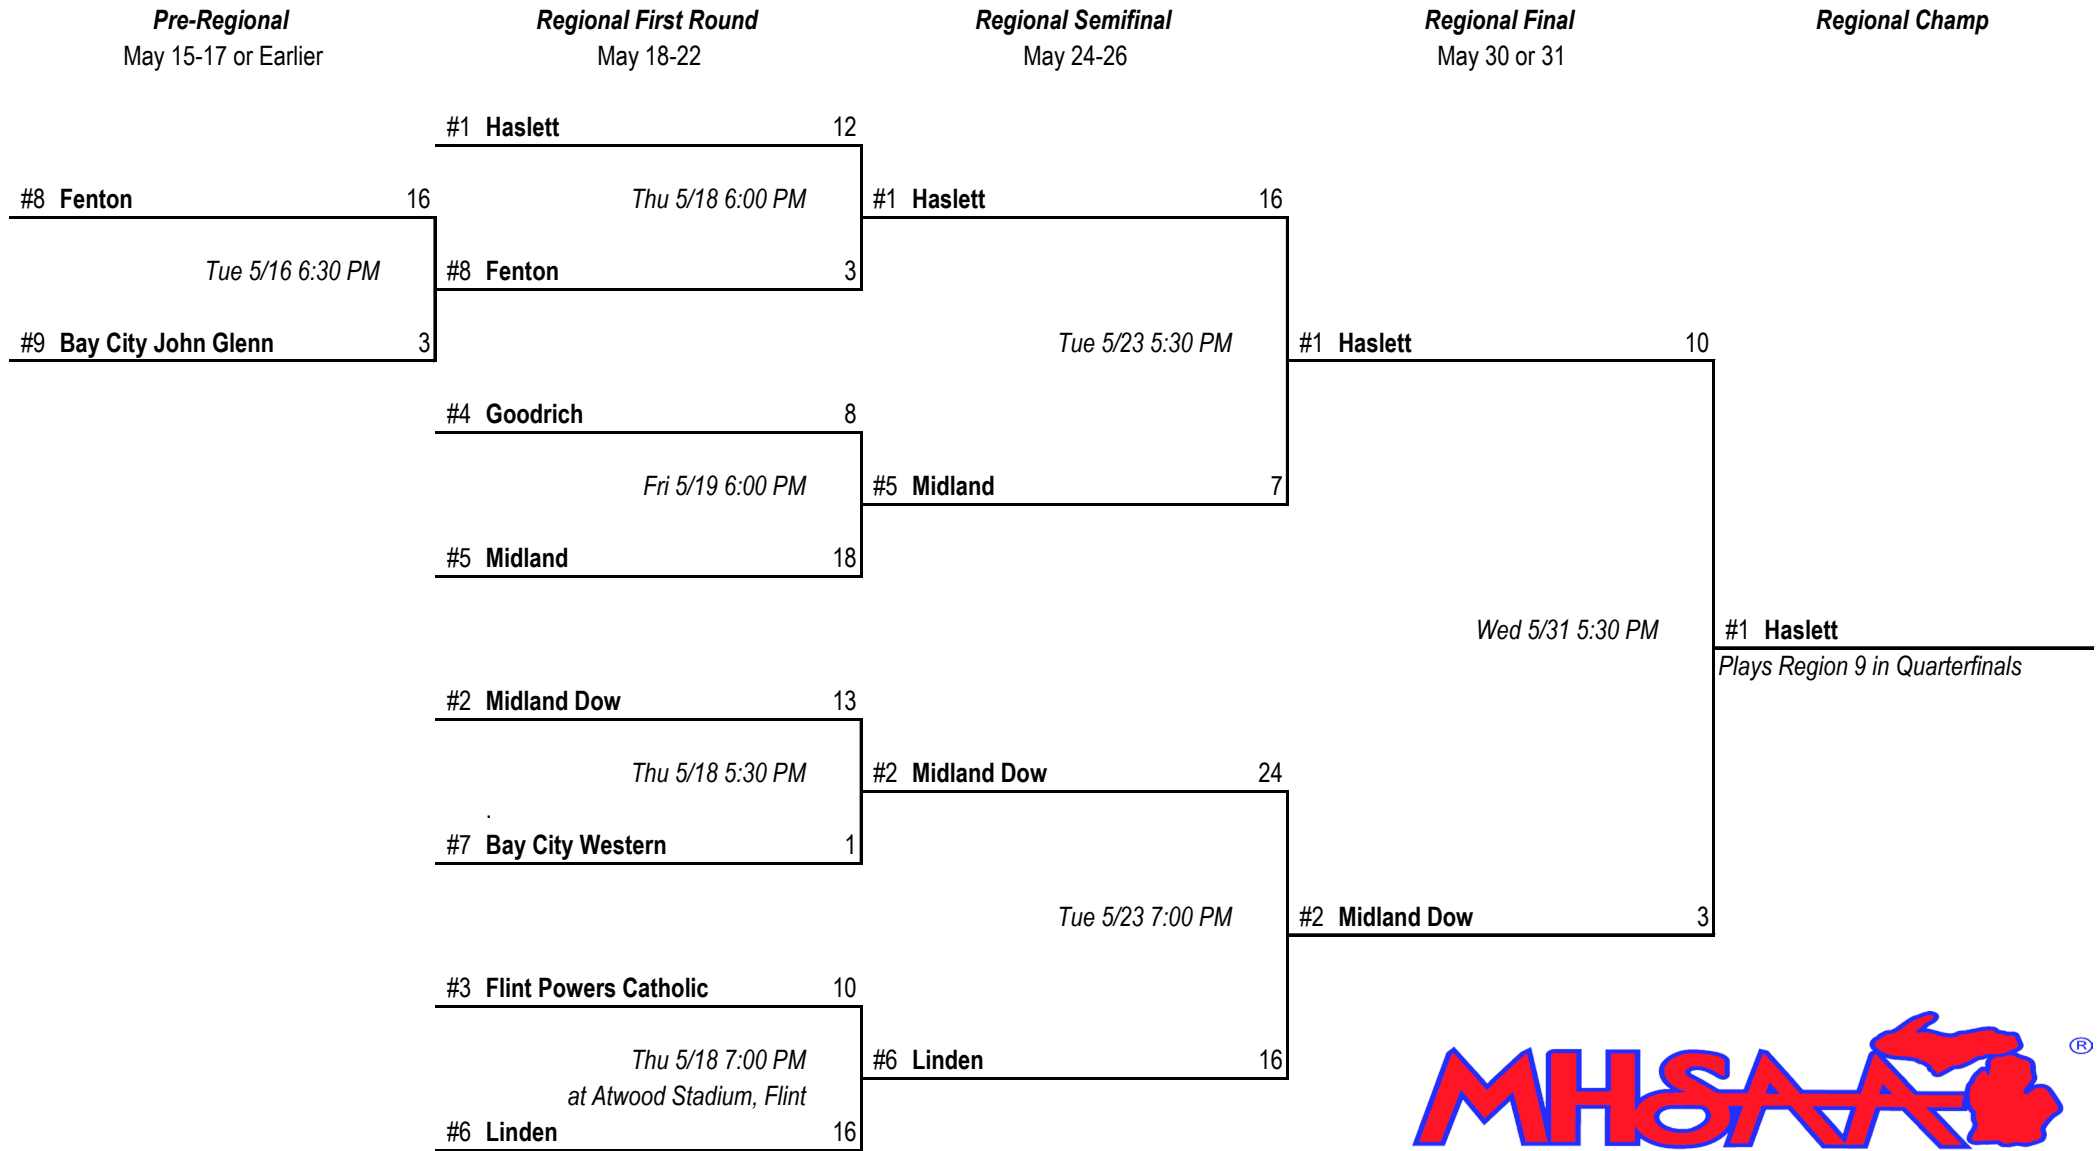 Pre-Regional
May 15-17 or Earlier
Regional First Round
May 18-22
Regional Semifinal
May 24-26
Regional Final
May 30 or 31
Regional Champ
#8 Fenton 16
Tue 5/16 6:30 PM
#9 Bay City John Glenn 3
#1 Haslett 12
Thu 5/18 6:00 PM
#8 Fenton 3
#4 Goodrich 8
Fri 5/19 6:00 PM
#5 Midland 18
#2 Midland Dow 13
Thu 5/18 5:30 PM
.
#7 Bay City Western 1
#3 Flint Powers Catholic 10
Thu 5/18 7:00 PM
at Atwood Stadium, Flint
#6 Linden 16
#1 Haslett 16
Tue 5/23 5:30 PM
#5 Midland 7
#2 Midland Dow 24
Tue 5/23 7:00 PM
#6 Linden 16
#1 Haslett 10
Wed 5/31 5:30 PM
#2 Midland Dow 3
#1 Haslett
Plays Region 9 in Quarterfinals
MHSAA ®